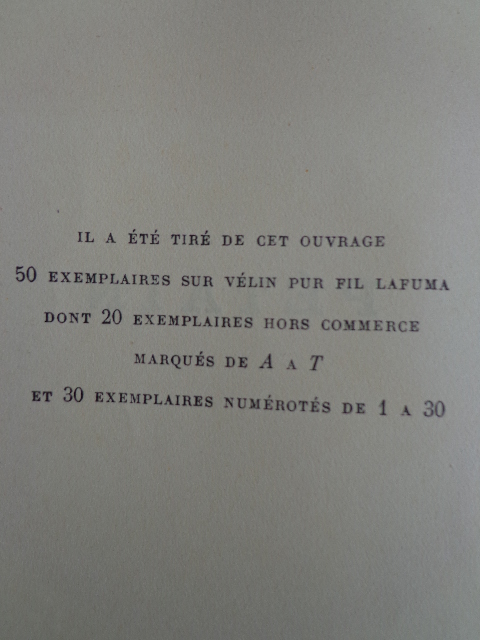 IL A ÉTÉ TIRÉ DE CET OUVRAGE
50 EXEMPLAIRES SUR VÉLIN PUR FIL LAFUMA
DONT 20 EXEMPLAIRES HORS COMMERCE
MARQUÉS DE A A T
ET 30 EXEMPLAIRES NUMÉROTÉS DE 1 A 30